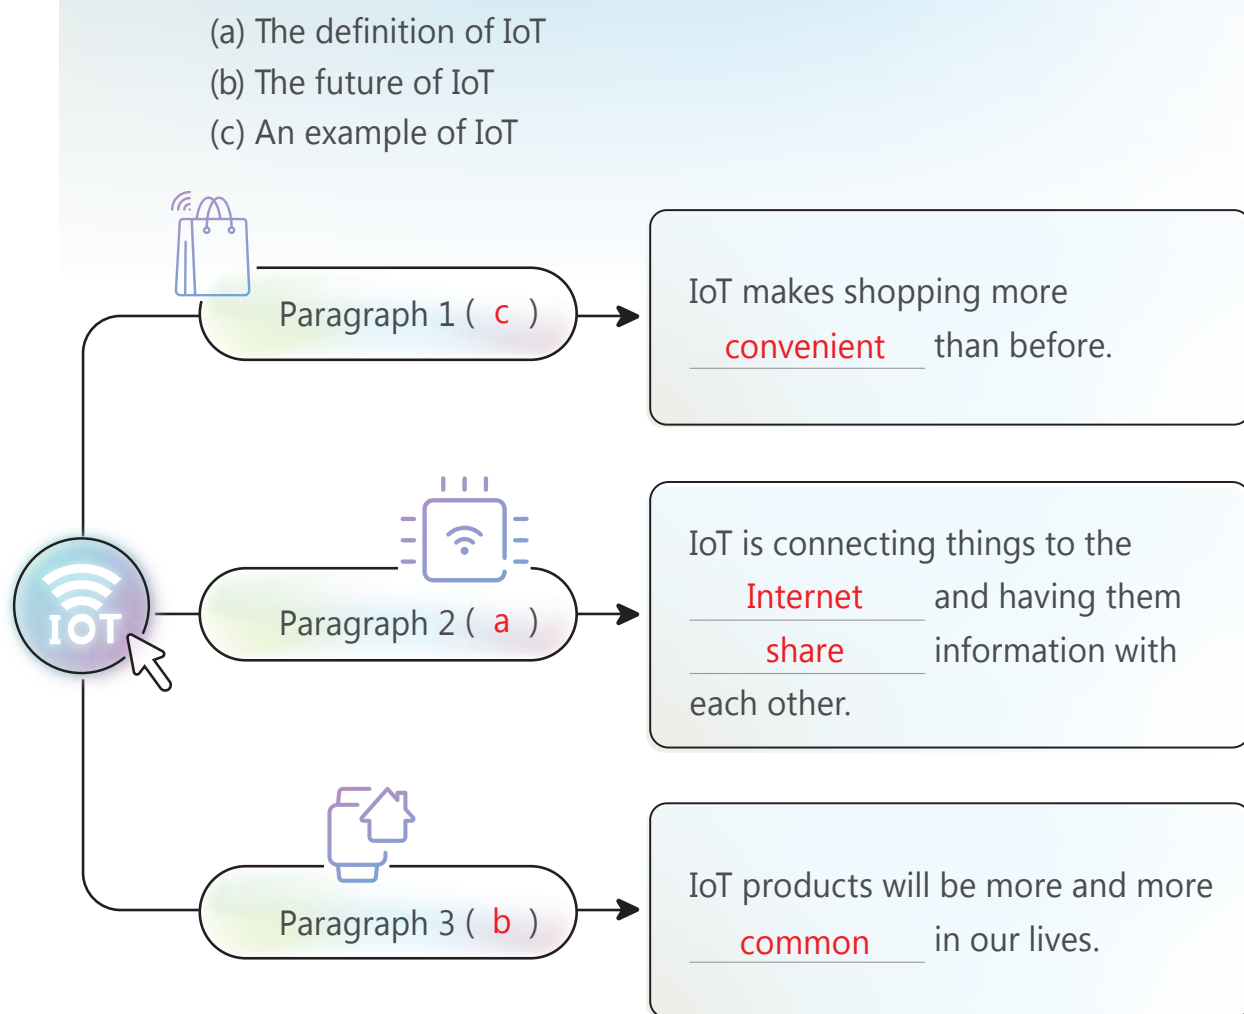 (a) The definition of IoT
(b) The future of IoT
(c) An example of IoT
Paragraph 1 ( c )
IoT makes shopping more
convenient than before.
IOT
Paragraph 2 ( a )
IoT is connecting things to the
Internet and having them
share information with
each other.
Paragraph 3 ( b )
IoT products will be more and more
common in our lives.